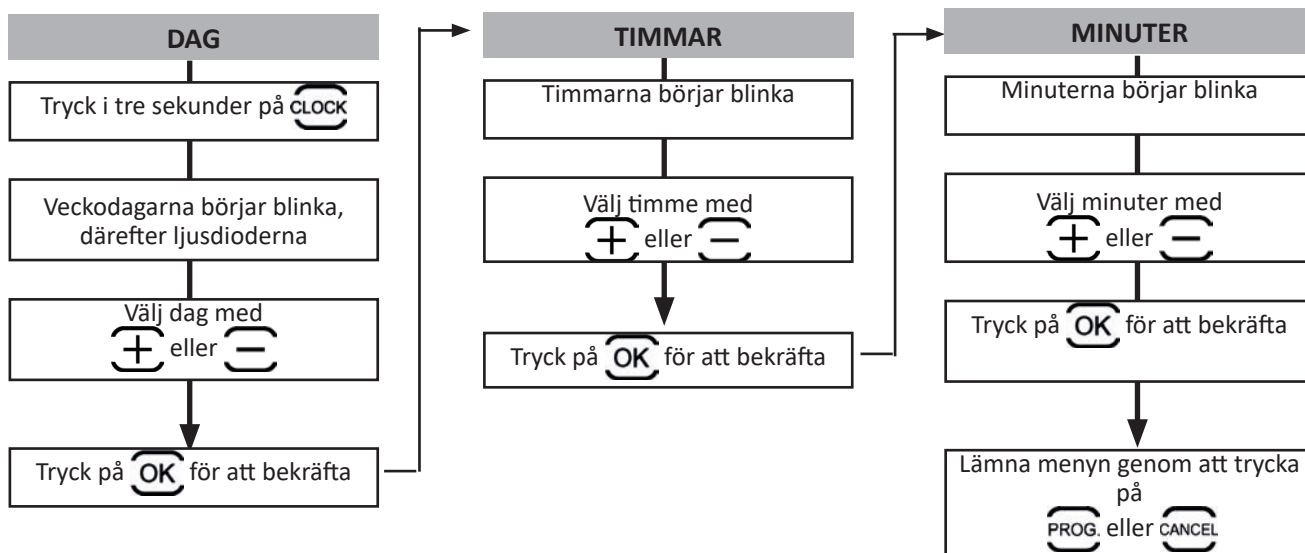 DAG
Tryck i tre sekunder på CLOCK
Veckodagarna börjar blinka,
därefter ljusdioderna
Välj dag med
+ eller −
Tryck på OK för att bekräfta
TIMMAR
Timmarna börjar blinka
Välj timme med
+ eller −
Tryck på OK för att bekräfta
MINUTER
Minuterna börjar blinka
Välj minuter med
+ eller −
Tryck på OK för att bekräfta
Lämna menyn genom att trycka
på
PROG. eller CANCEL